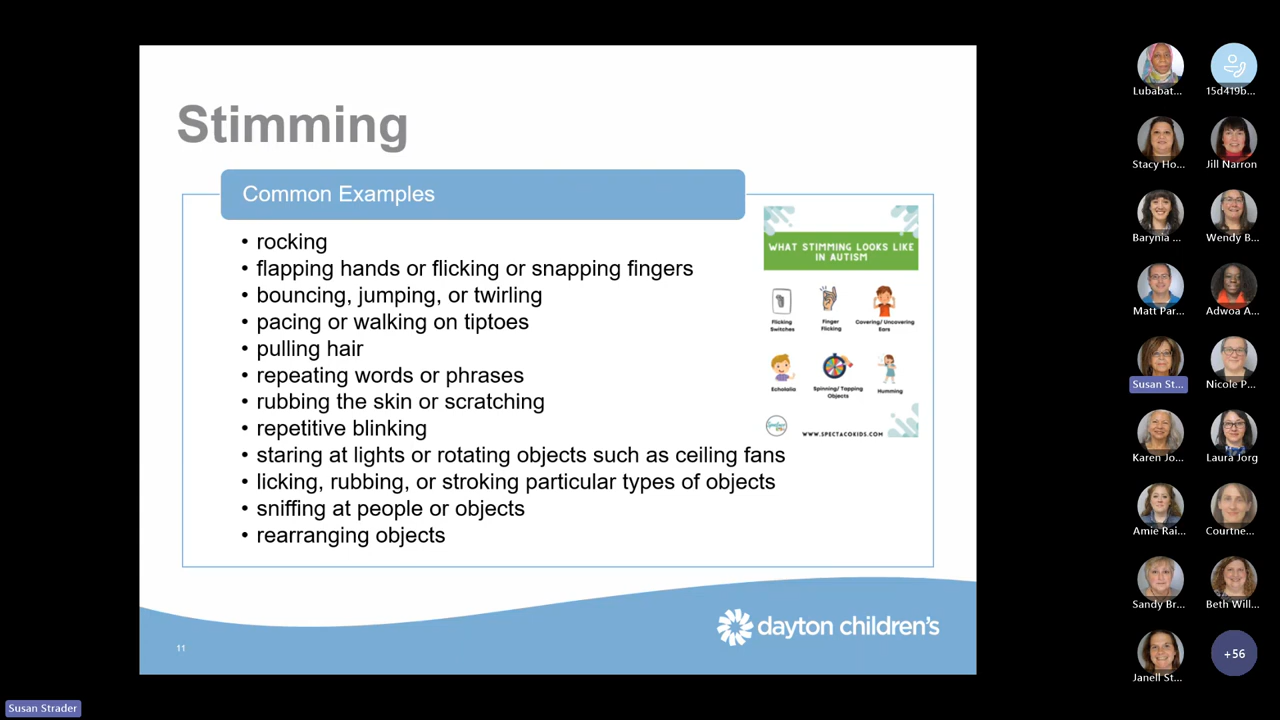 Stimming
Common Examples
• rocking
• flapping hands or flicking or snapping fingers
• bouncing, jumping, or twirling
• pacing or walking on tiptoes
• pulling hair
• repeating words or phrases
• rubbing the skin or scratching
• repetitive blinking
• staring at lights or rotating objects such as ceiling fans
• licking, rubbing, or stroking particular types of objects
• sniffing at people or objects
• rearranging objects
WHAT STIMMING LOOKS LIKE
IN AUTISM
Flicking
Switches
Finger
Flicking
Covering/ Uncovering
Ears
Echolalia
Spinning/ Tapping
Objects
Humming
WWW.SPECTACOKIDS.COM
11
dayton children's
Lubabat...
15d419b...
Stacy Ho...
Jill Narron
Barynia ...
Wendy B...
Matt Par...
Adwoa A...
Susan St...
Nicole P...
Karen Jo...
Laura Jorg
Amie Rai...
Courtne...
Sandy Br...
Beth Will...
Janell St...
+56
Susan Strader